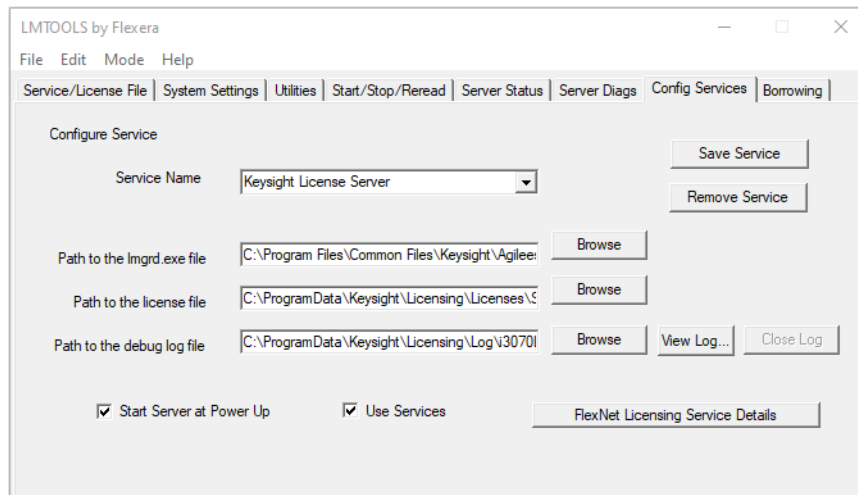 LMTOOLS by Flexera
File Edit Mode Help
Service/License File System Settings Utilities Start/Stop/Reread Server Status Server Diags Config Services Borrowing
Configure Service
Save Service
Service Name Keysight License Server
Remove Service
Path to the lmgrd.exe file C:\Program Files\Common Files\Keysight\Agilee Browse
Path to the license file C:\ProgramData\Keysight\Licensing\Licenses\S Browse
Path to the debug log file C:\ProgramData\Keysight\Licensing\Log\i3070 Browse View Log... Close Log
Start Server at Power Up Use Services FlexNet Licensing Service Details